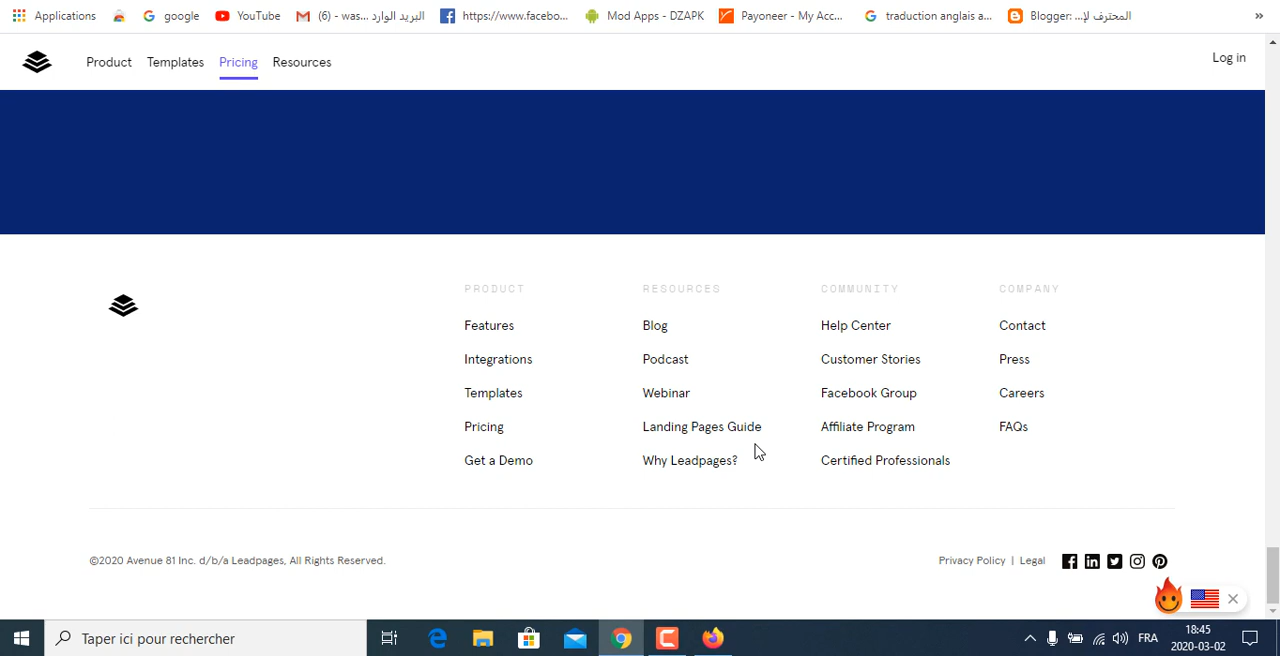 Applications
google
YouTube
(6) - was... البريد الوارد
https://www.facebo...
Mod Apps - DZAPK
Payoneer - My Acc...
traduction anglais a...
Blogger: ...المحترف لإ
»
Product Templates Pricing Resources
Log in
PRODUCT RESOURCES COMMUNITY COMPANY
Features Blog Help Center Contact
Integrations Podcast Customer Stories Press
Templates Webinar Facebook Group Careers
Pricing Landing Pages Guide Affiliate Program FAQs
Get a Demo Why Leadpages? Certified Professionals
©2020 Avenue 81 Inc. d/b/a Leadpages, All Rights Reserved.
Privacy Policy | Legal
Taper ici pour rechercher
FRA
18:45
2020-03-02